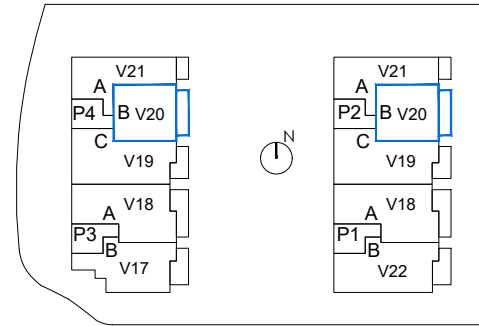 V21 V21
A A
P4 B V20 P2 B V20
C C
N
V19 V19
V18 V18
A A
P3 P1
B B
V17 V22